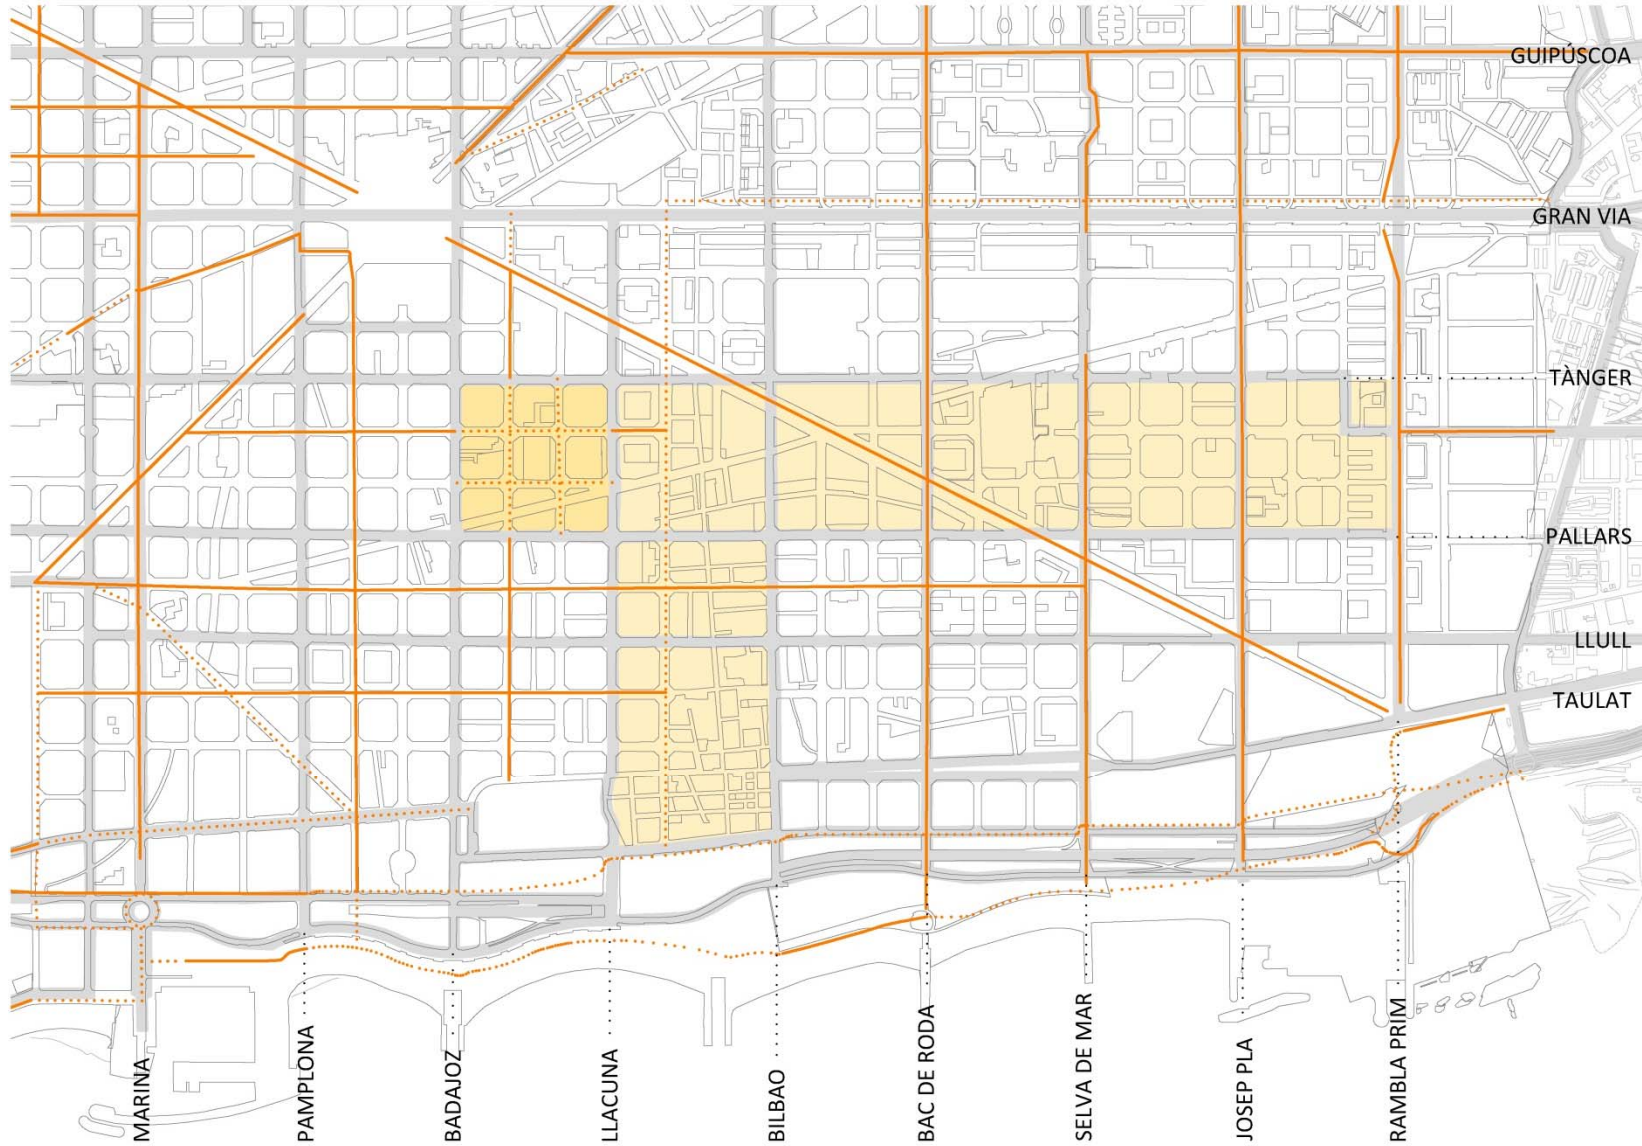 GUIPÚSCOA
GRAN VIA
TÀNGER
PALLARS
LLULL
TAULAT
MARINA
PAMPLONA
BADAJOZ
LLACUNA
BILBAO
BAC DE RODA
SELVA DE MAR
JOSEP PLA
RAMBLA PRIM